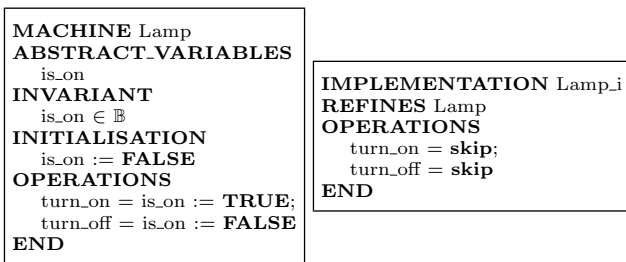 MACHINE Lamp
ABSTRACT_VARIABLES
is_on
INVARIANT
is_on ∈ 𝔹
INITIALISATION
is_on := FALSE
OPERATIONS
turn_on = is_on := TRUE;
turn_off = is_on := FALSE
END
IMPLEMENTATION Lamp_i
REFINES Lamp
OPERATIONS
turn_on = skip;
turn_off = skip
END